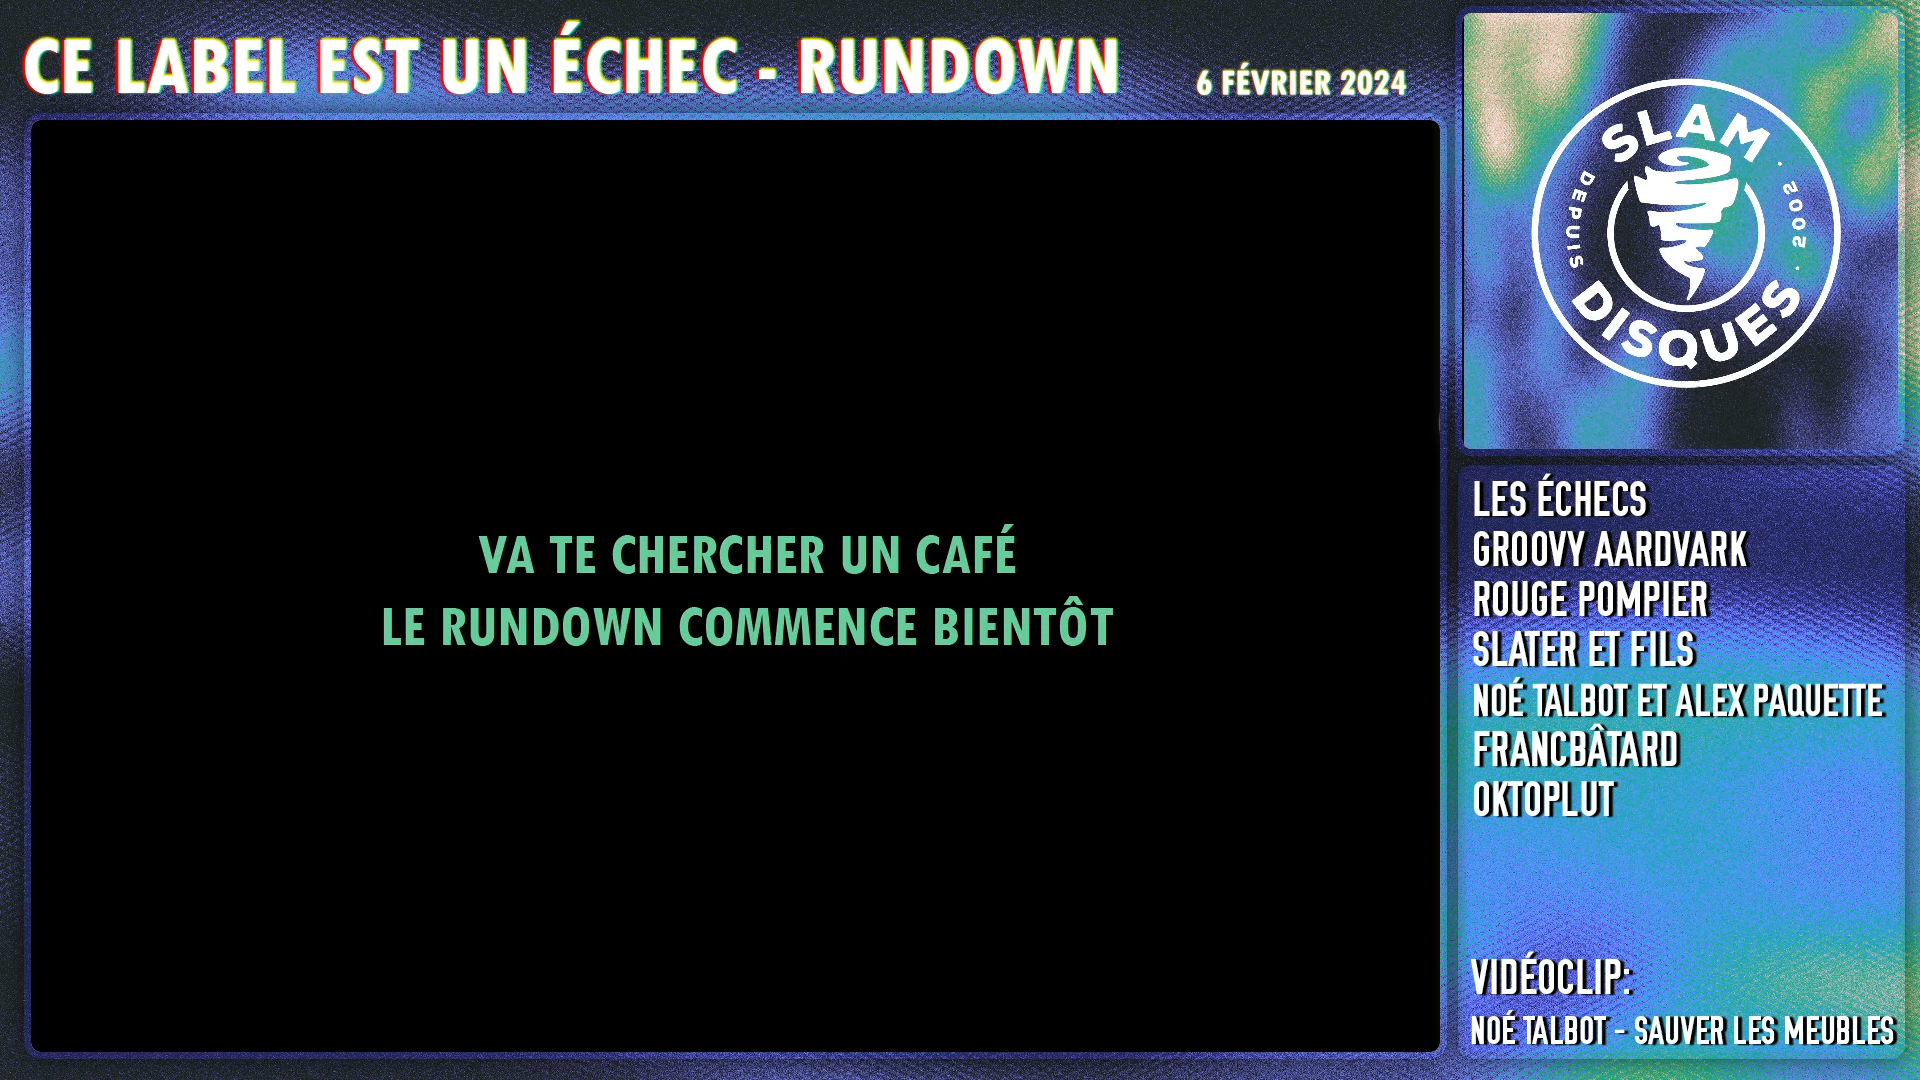 CE LABEL EST UN ÉCHEC - RUNDOWN
6 FÉVRIER 2024
SLAM
DEPUIS
· 2002 ·
DISQUES
VA TE CHERCHER UN CAFÉ
LE RUNDOWN COMMENCE BIENTÔT
LES ÉCHECS
GROOVY AARDVARK
ROUGE POMPIER
SLATER ET FILS
NOÉ TALBOT ET ALEX PAQUETTE
FRANCBÂTARD
OKTOPLUT
VIDÉOCLIP:
NOÉ TALBOT - SAUVER LES MEUBLES